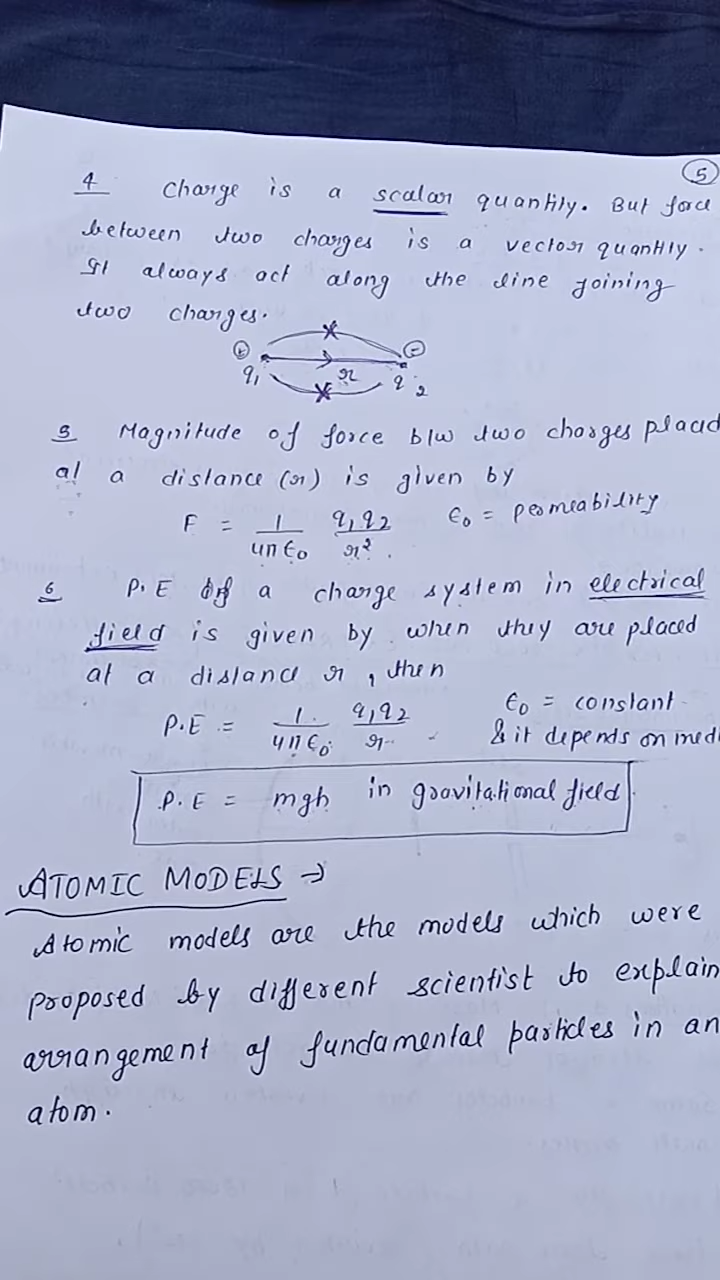 5
4 Charge is a scalar quantity. But force
between two charges is a vector quantity.
It always act along the line joining
two charges.
+ -
q1 r q2
5 Magnitude of force b/w two charges placed
at a distance (r) is given by
F = 1/4πϵ0 q1q2/r². ϵ0 = permeability
6 P.E of a charge system in electrical
field is given by when they are placed
at a distance r, then
P.E = 1/4πϵ0 q1q2/r ϵ0 = constant
& it depends on med
P.E = mgh in gravitational field
ATOMIC MODELS →
Atomic models are the models which were
proposed by different scientist to explain
arrangement of fundamental particles in an
atom.